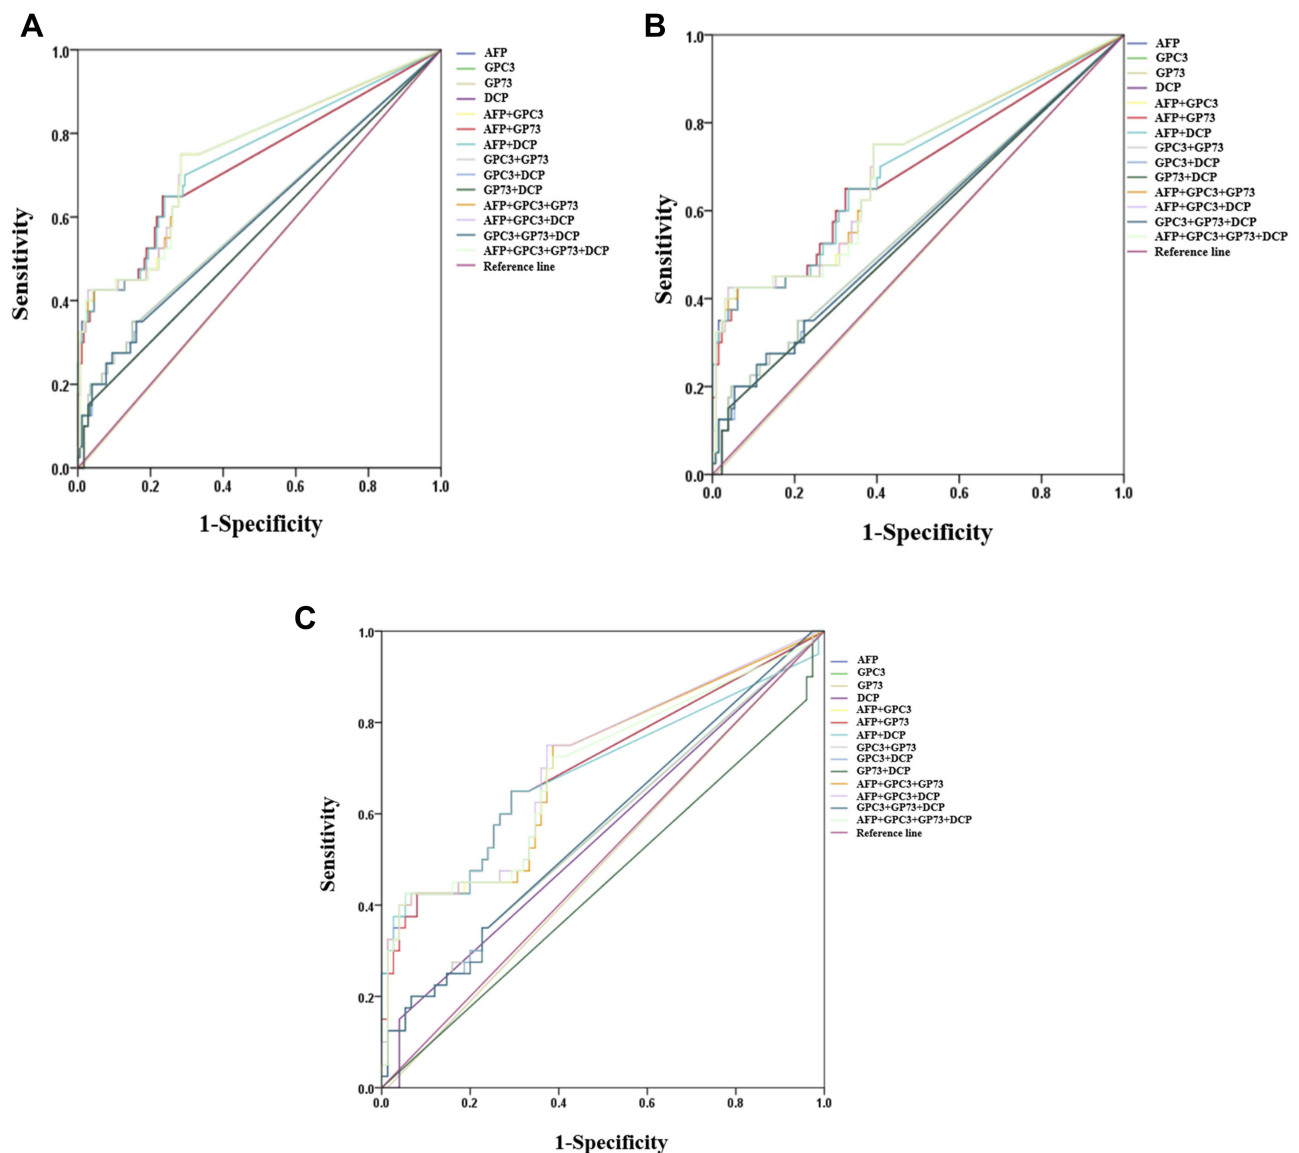 A
1.0
0.8
0.6
0.4
0.2
0.0
Sensitivity
0.0 0.2 0.4 0.6 0.8 1.0
1-Specificity
AFP
GPC3
GP73
DCP
AFP+GPC3
AFP+GP73
AFP+DCP
GPC3+GP73
GPC3+DCP
GP73+DCP
AFP+GPC3+GP73
AFP+GPC3+DCP
GPC3+GP73+DCP
AFP+GPC3+GP73+DCP
Reference line
B
1.0
0.8
0.6
0.4
0.2
0.0
Sensitivity
0.0 0.2 0.4 0.6 0.8 1.0
1-Specificity
AFP
GPC3
GP73
DCP
AFP+GPC3
AFP+GP73
AFP+DCP
GPC3+GP73
GPC3+DCP
GP73+DCP
AFP+GPC3+GP73
AFP+GPC3+DCP
GPC3+GP73+DCP
AFP+GPC3+GP73+DCP
Reference line
C
1.0
0.8
0.6
0.4
0.2
0.0
Sensitivity
0.0 0.2 0.4 0.6 0.8 1.0
1-Specificity
AFP
GPC3
GP73
DCP
AFP+GPC3
AFP+GP73
AFP+DCP
GPC3+GP73
GPC3+DCP
GP73+DCP
AFP+GPC3+GP73
AFP+GPC3+DCP
GPC3+GP73+DCP
AFP+GPC3+GP73+DCP
Reference line